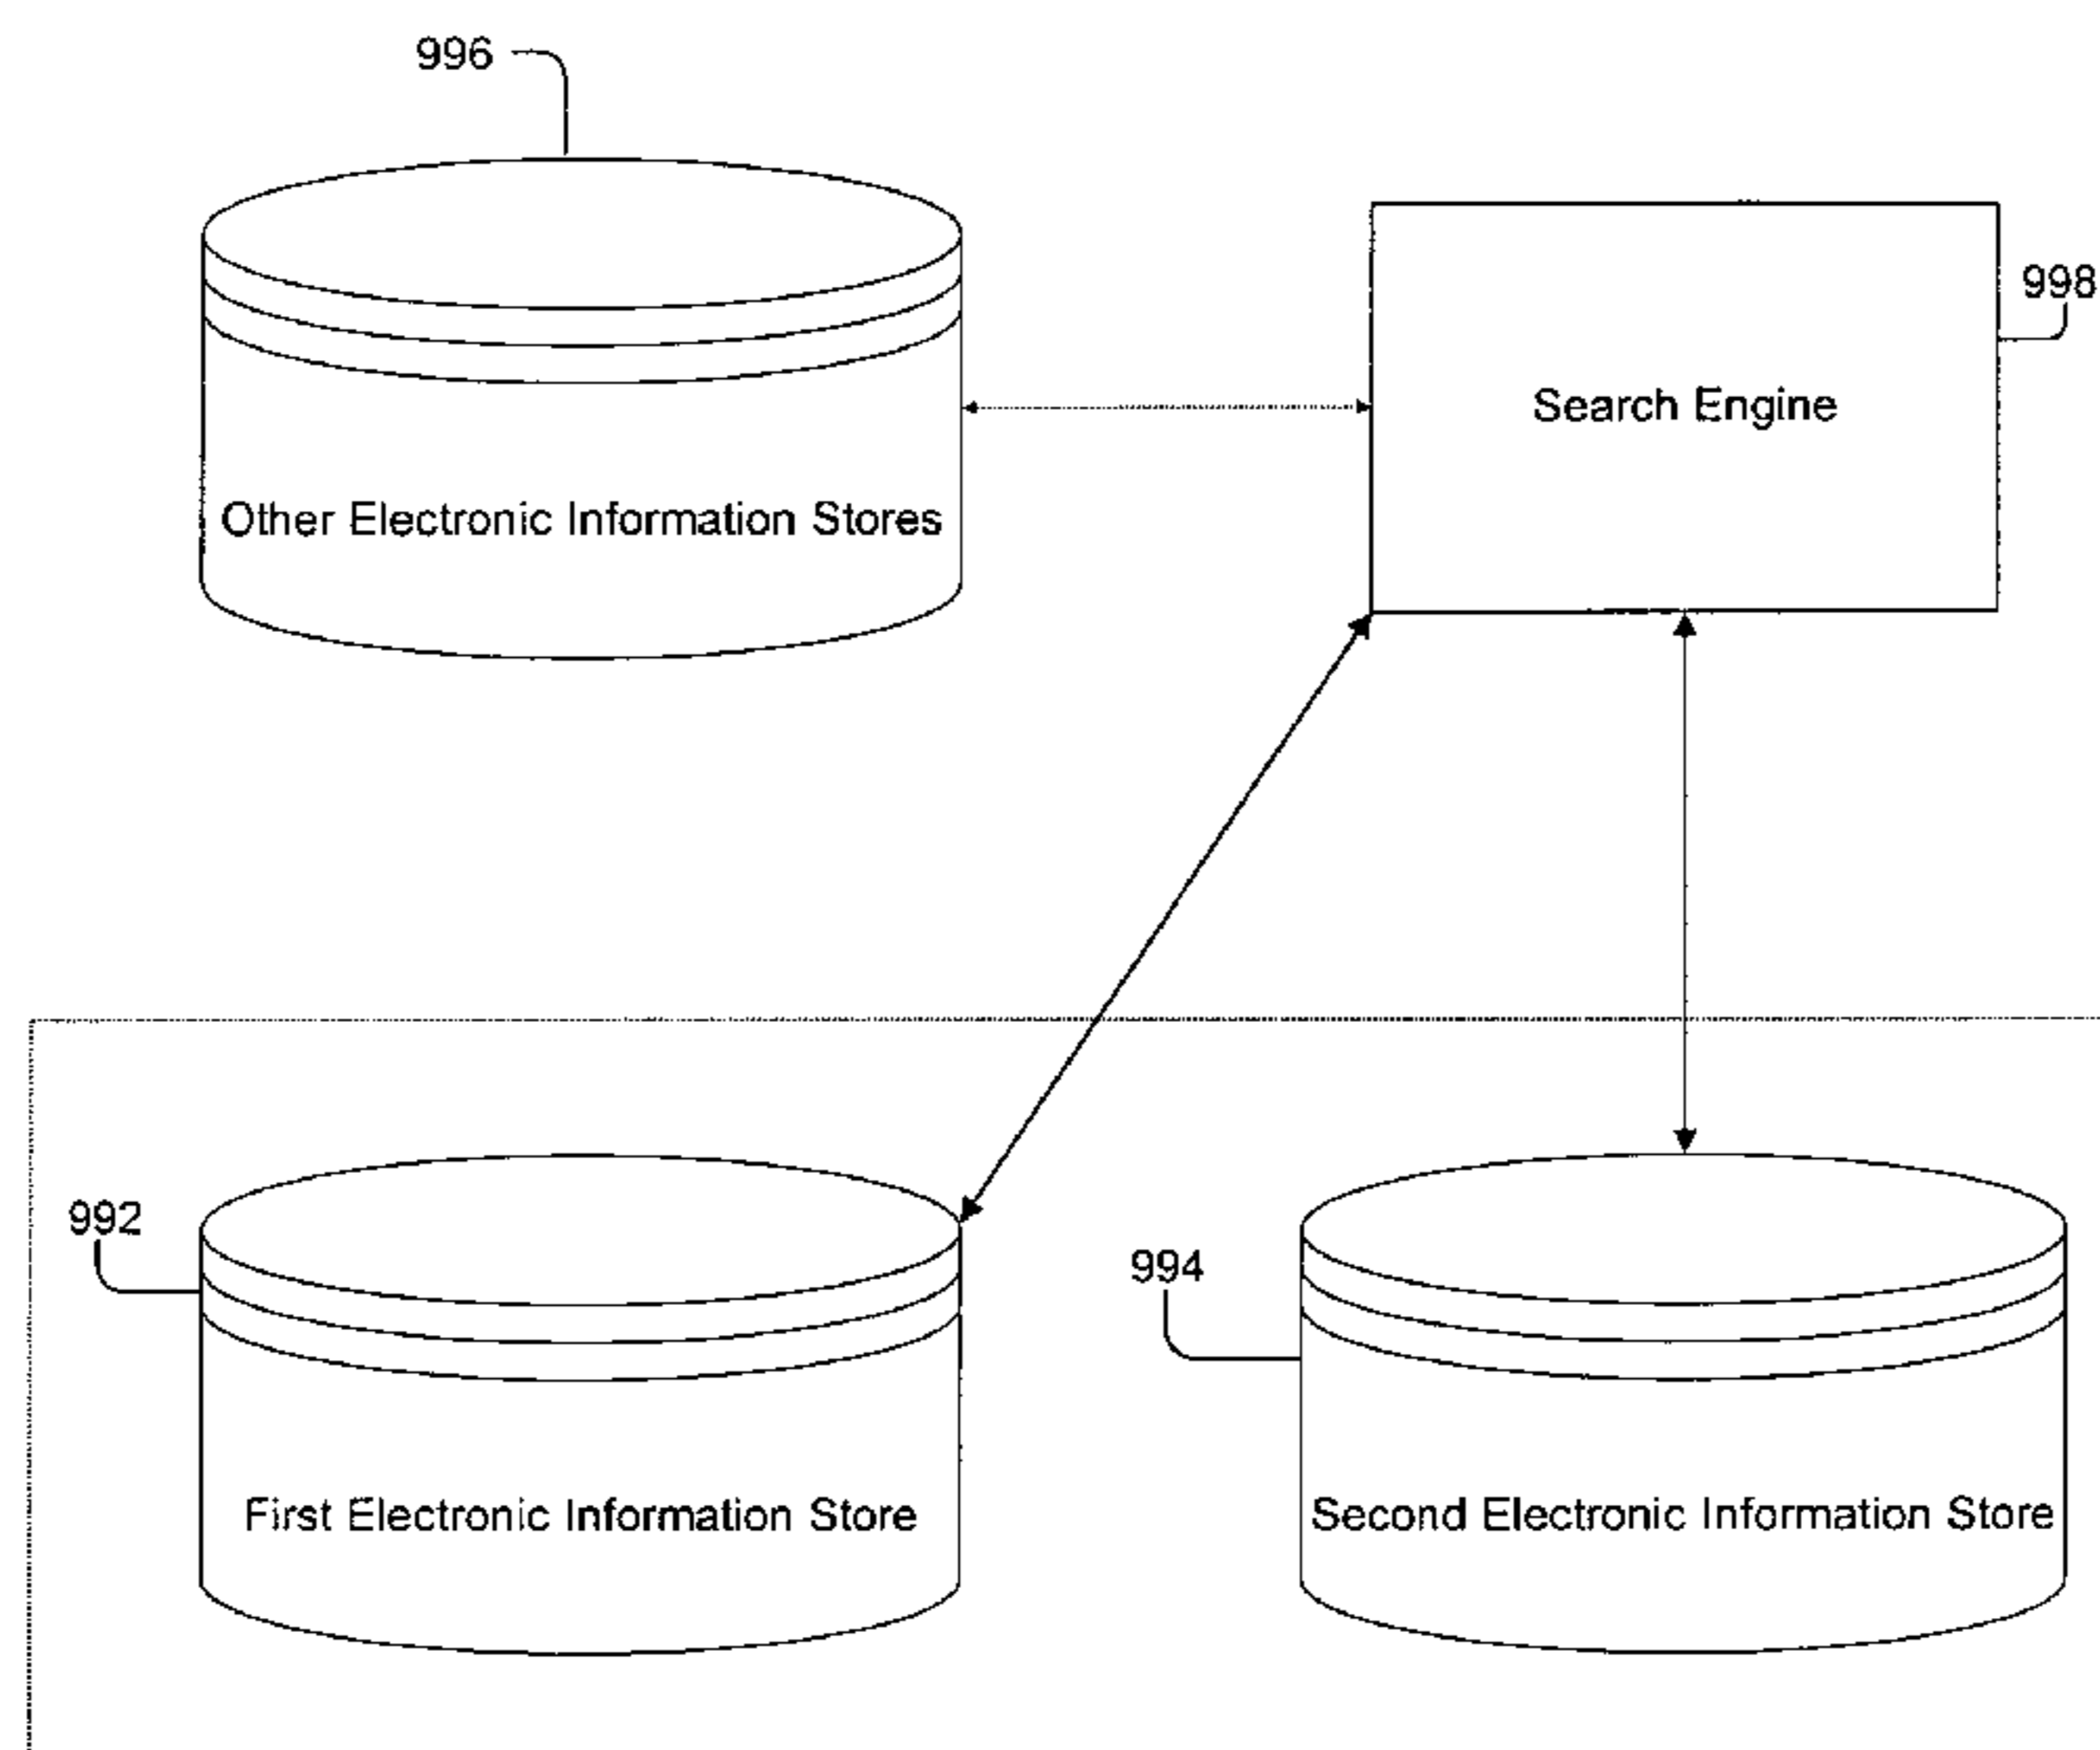 996
998
Search Engine
Other Electronic Information Stores
992
994
First Electronic Information Store
Second Electronic Information Store